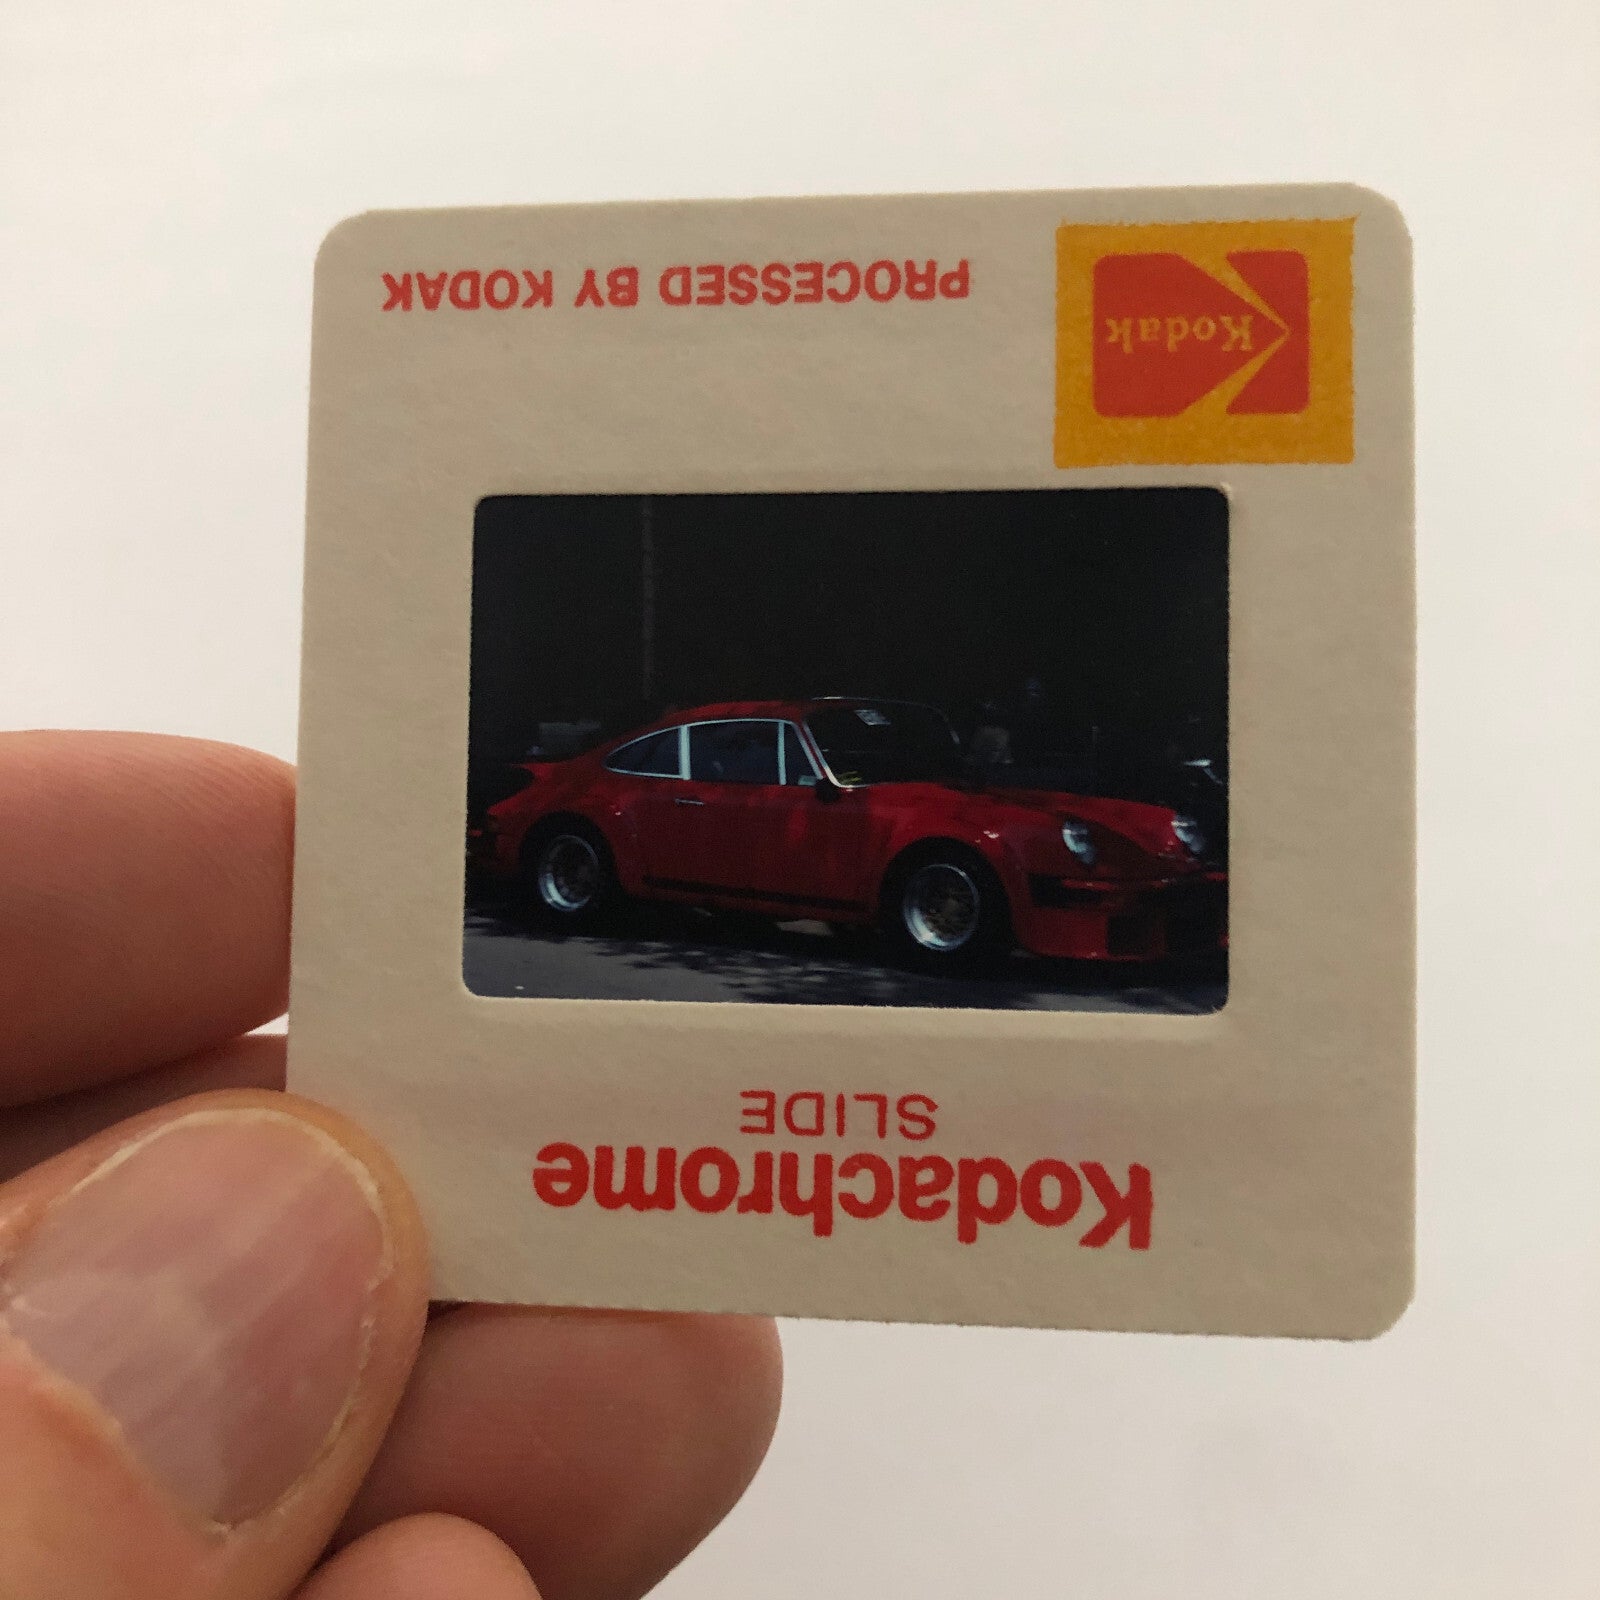 Kodachrome
SLIDE
PROCESSED BY KODAK
Kodak